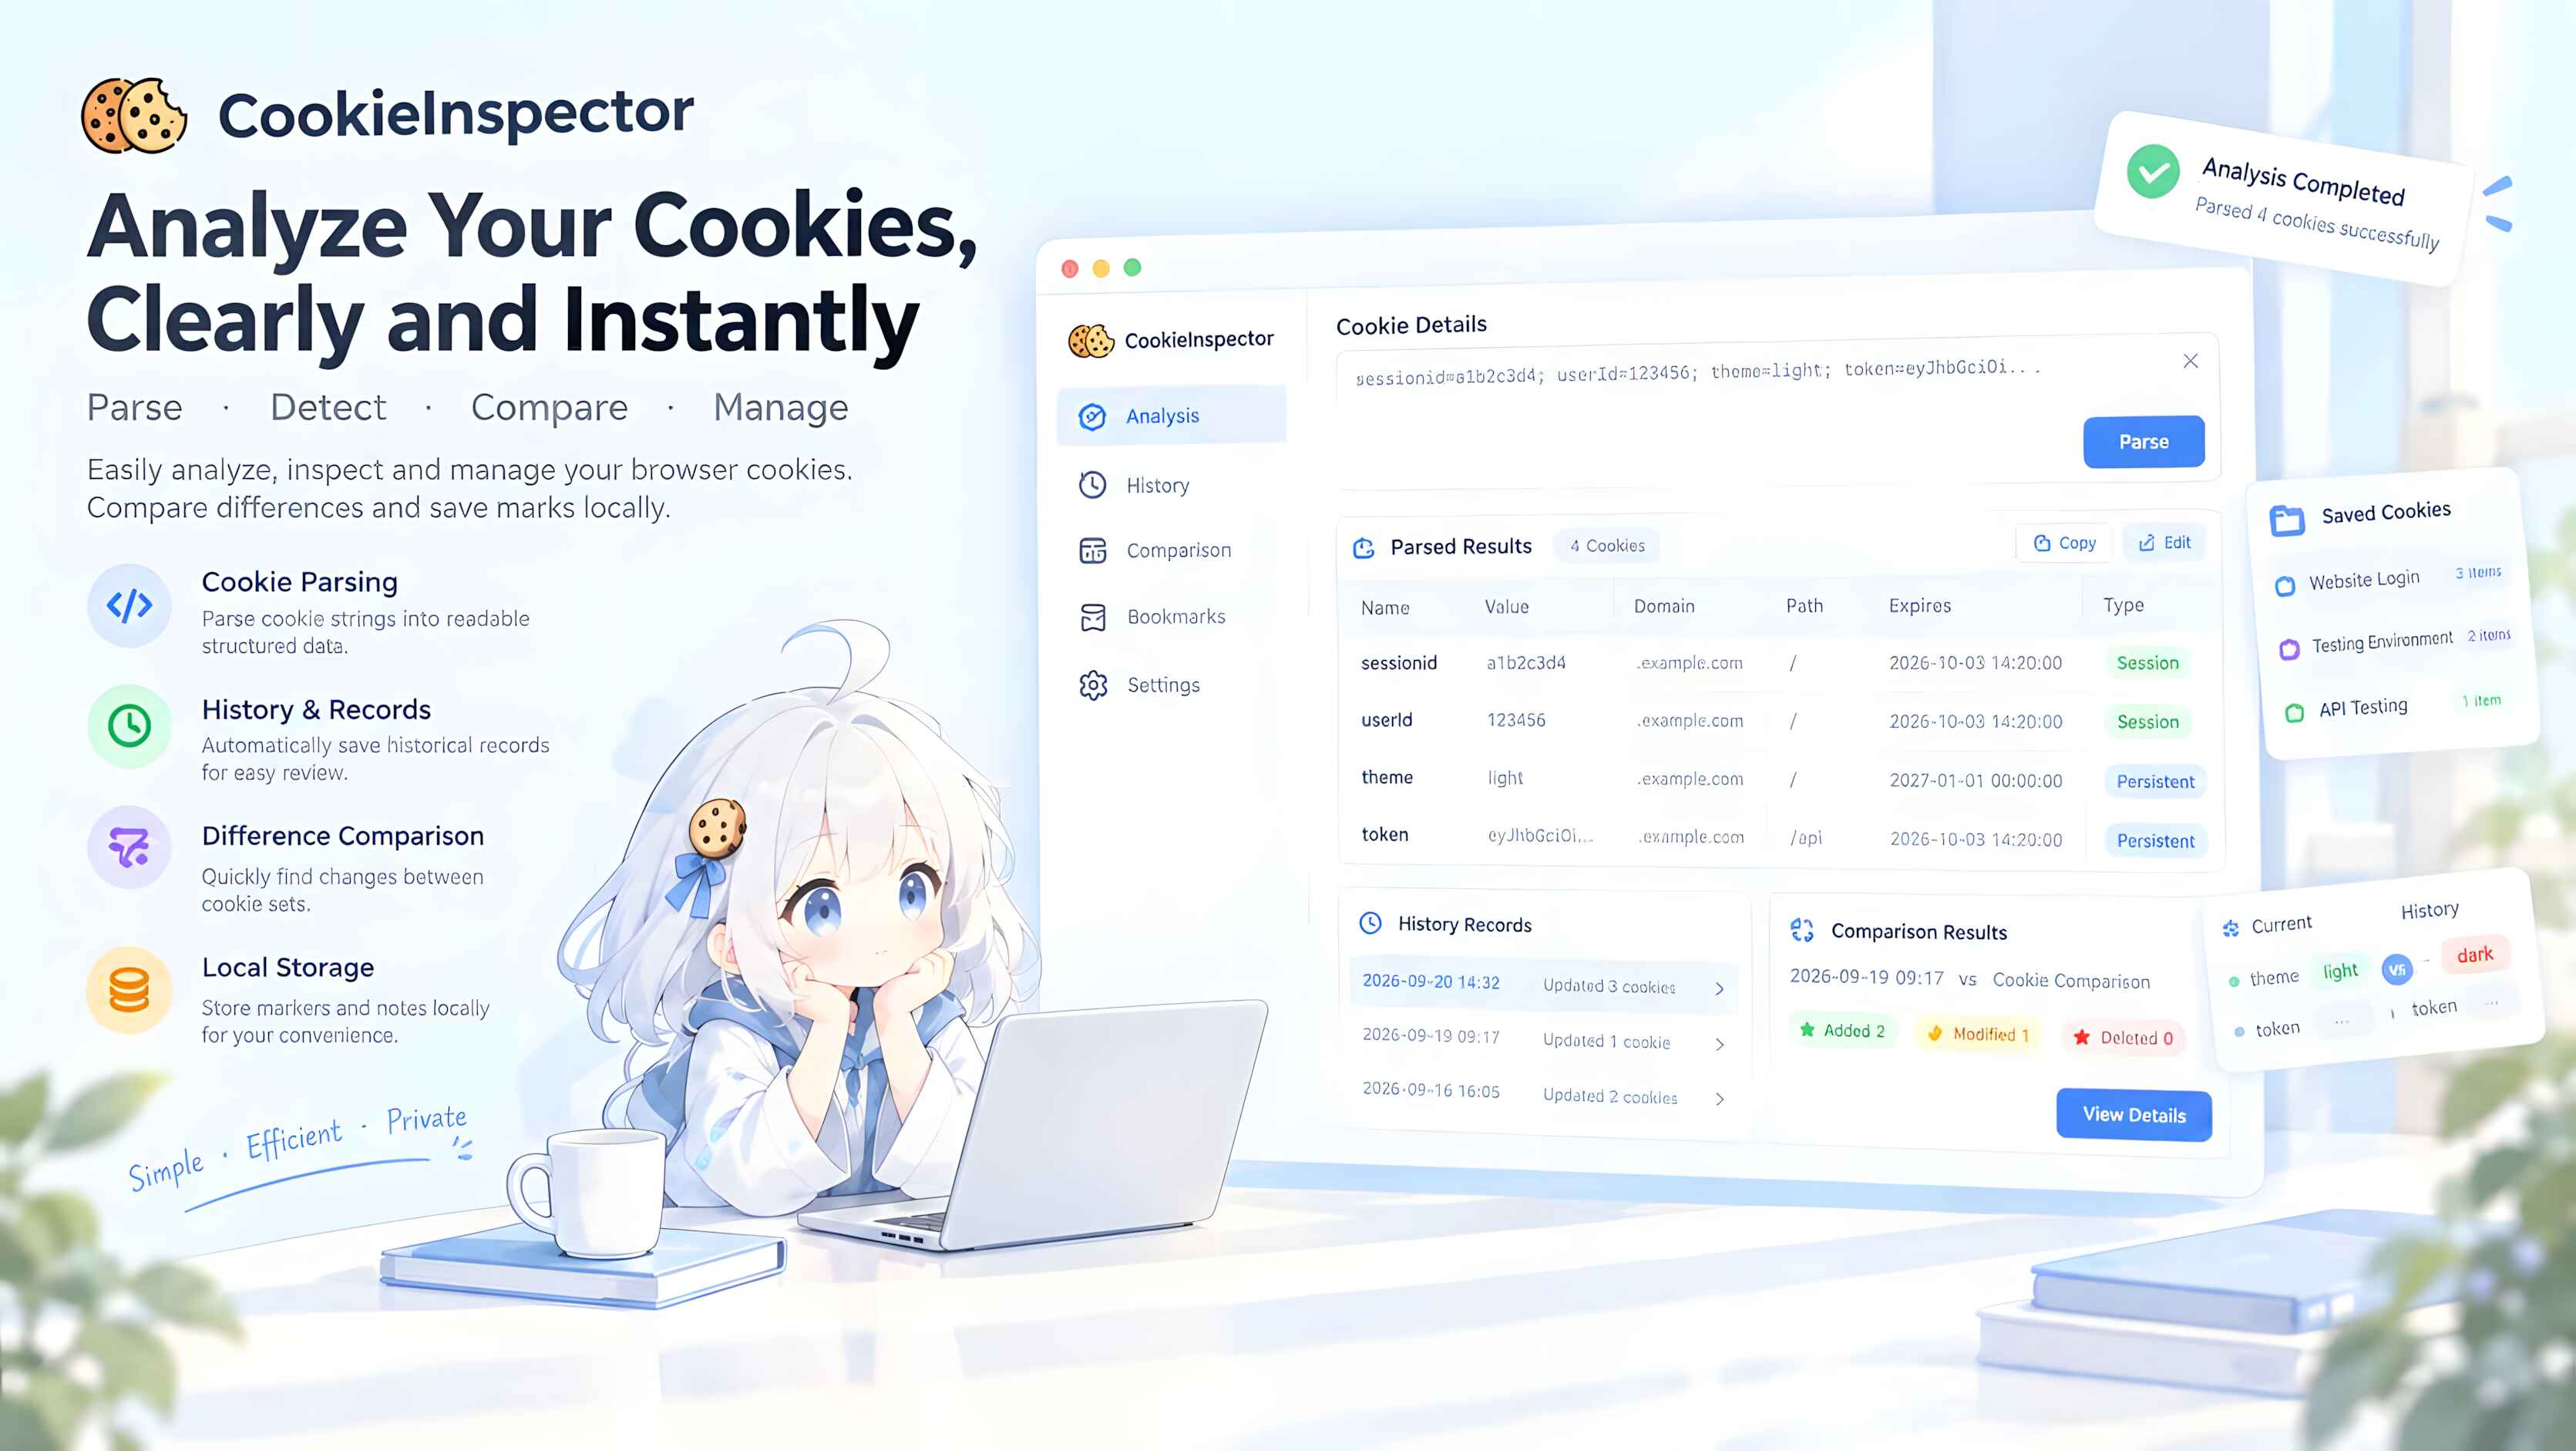 CookieInspector
Analyze Your Cookies,
Clearly and Instantly
Parse · Detect · Compare · Manage
Easily analyze, inspect and manage your browser cookies.
Compare differences and save marks locally.
Cookie Parsing
Parse cookie strings into readable
structured data.
History & Records
Automatically save historical records
for easy review.
Difference Comparison
Quickly find changes between
cookie sets.
Local Storage
Store markers and notes locally
for your convenience.
Simple · Efficient · Private
CookieInspector
Analysis
History
Comparison
Bookmarks
Settings
Cookie Details
sessionid=a1b2c3d4; userId=123456; theme=light; token=eyJhbGciOi...
Parse
Parsed Results 4 Cookies Copy Edit
Name Value Domain Path Expires Type
sessionid a1b2c3d4 .example.com / 2026-10-03 14:20:00 Session
userId 123456 .example.com / 2026-10-03 14:20:00 Session
theme light .example.com / 2027-01-01 00:00:00 Persistent
token eyJhbGciOi... .example.com /api 2026-10-03 14:20:00 Persistent
History Records
2026-09-20 14:32 Updated 3 cookies
2026-09-19 09:17 Updated 1 cookie
2026-09-16 16:05 Updated 2 cookies
Comparison Results
2026-09-19 09:17 vs Cookie Comparison
Added 2 Modified 1 Deleted 0
View Details
Analysis Completed
Parsed 4 cookies successfully
Saved Cookies
Website Login 3 items
Testing Environment 2 items
API Testing 1 item
Current History
theme light vs dark
token ... token ...